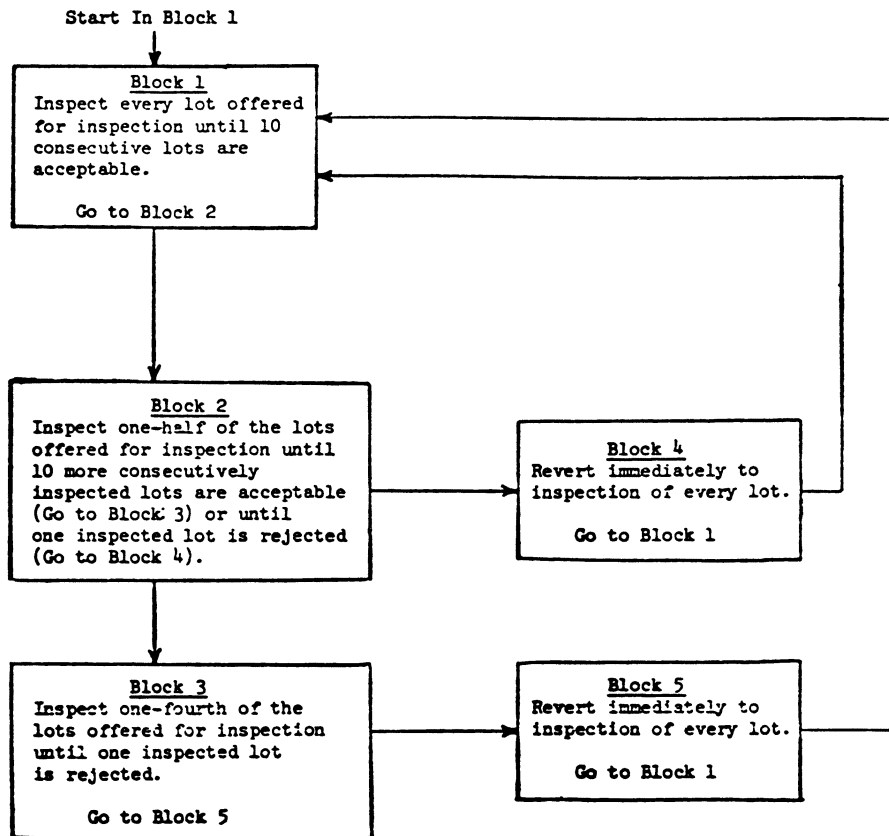 Start In Block 1
Block 1
Inspect every lot offered
for inspection until 10
consecutive lots are
acceptable.
Go to Block 2
Block 2
Inspect one-half of the lots
offered for inspection until
10 more consecutively
inspected lots are acceptable
(Go to Block 3) or until
one inspected lot is rejected
(Go to Block 4).
Block 4
Revert immediately to
inspection of every lot.
Go to Block 1
Block 3
Inspect one-fourth of the
lots offered for inspection
until one inspected lot
is rejected.
Go to Block 5
Block 5
Revert immediately to
inspection of every lot.
Go to Block 1